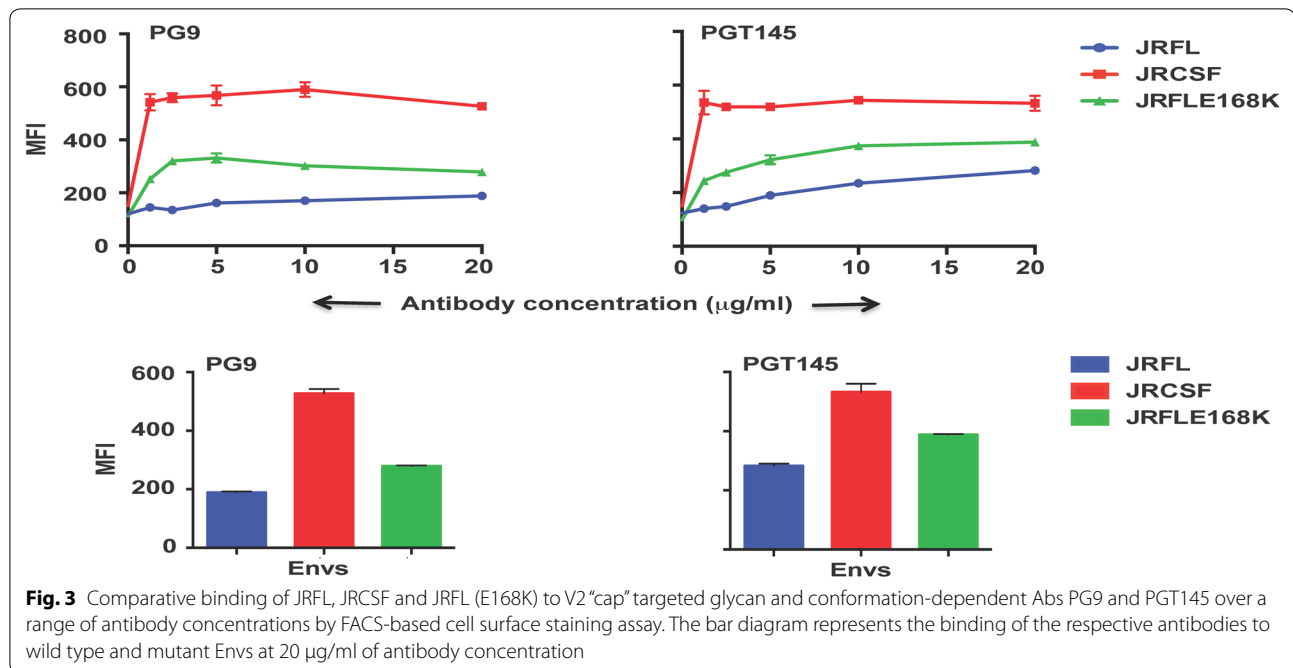 PG9
PGT145
800
600
400
200
0
MFI
0 5 10 15 20
0 5 10 15 20
JRFL
JRCSF
JRFLE168K
Antibody concentration (μg/ml)
PG9
PGT145
600
400
200
0
MFI
Envs
Envs
JRFL
JRCSF
JRFLE168K
Fig. 3 Comparative binding of JRFL, JRCSF and JRFL (E168K) to V2 “cap” targeted glycan and conformation-dependent Abs PG9 and PGT145 over a
range of antibody concentrations by FACS-based cell surface staining assay. The bar diagram represents the binding of the respective antibodies to
wild type and mutant Envs at 20 μg/ml of antibody concentration